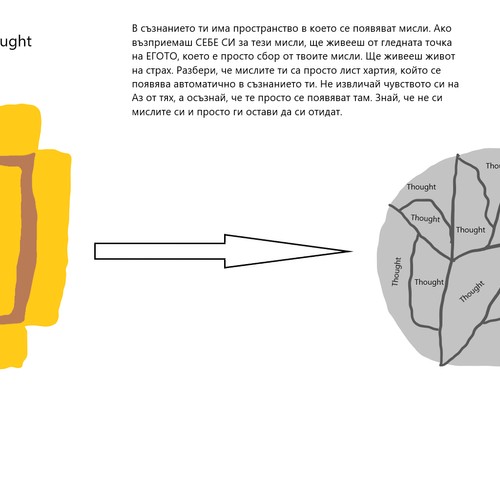 В съзнанието ти има пространство в което се появяват мисли. Ако
възприемаш СЕБЕ СИ за тези мисли, ще живееш от гледната точка
на ЕГОТО, което е просто сбор от твоите мисли. Ще живееш живот
на страх. Разбери, че мислите ти са просто лист хартия, който се
появява автоматично в съзнанието ти. Не извличай чувството си на
Аз от тях, а осъзнай, че те просто се появяват там. Знай, че не си
мислите си и просто ги остави да си отидат.
ought
Thou
Thought
Thought
Thought
Thought
Thought
Thought